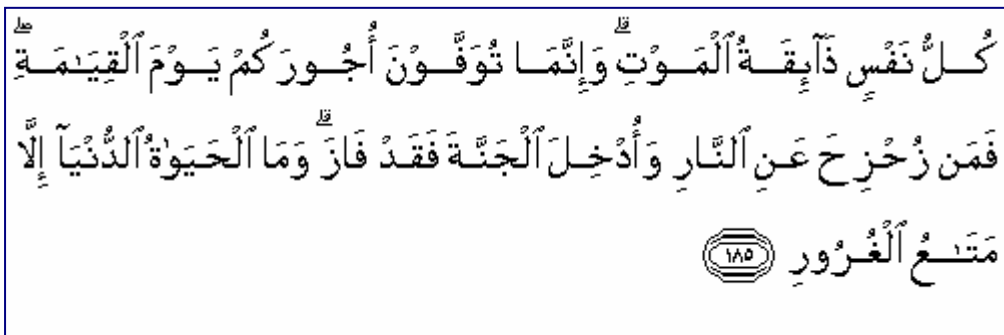 كُلُّ نَفْسٍ ذَآئِقَةُ ٱلْمَوْتِ ۗ وَإِنَّمَا تُوَفَّوْنَ أُجُورَكُمْ يَوْمَ ٱلْقِيَـٰمَةِ ۖ
فَمَن زُحْزِحَ عَنِ ٱلنَّارِ وَأُدْخِلَ ٱلْجَنَّةَ فَقَدْ فَازَ ۗ وَمَا ٱلْحَيَوٰةُ ٱلدُّنْيَآ إِلَّا
مَتَـٰعُ ٱلْغُرُورِ ١٨٥